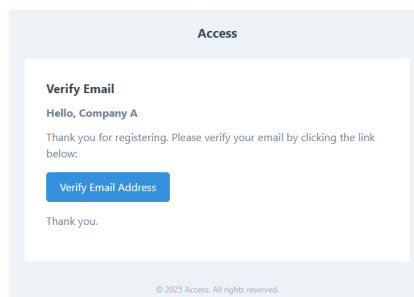 Access
Verify Email
Hello, Company A
Thank you for registering. Please verify your email by clicking the link
below:
Verify Email Address
Thank you.
© 2025 Access. All rights reserved.